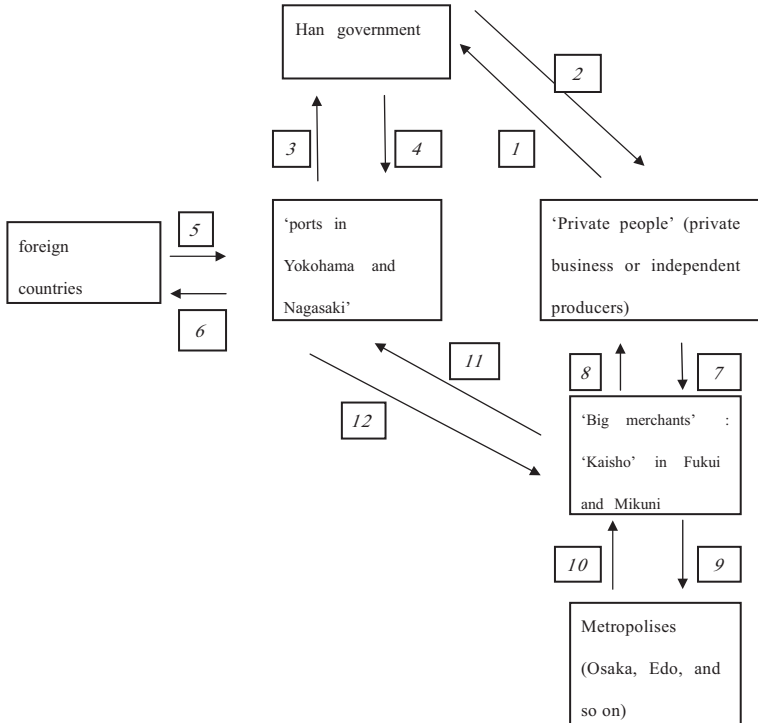 Han government
2
3
4
1
'ports in
Yokohama and
Nagasaki'
'Private people' (private
business or independent
producers)
foreign
countries
5
6
11
12
8
7
'Big merchants' :
'Kaisho' in Fukui
and Mikuni
10
9
Metropolises
(Osaka, Edo, and
so on)